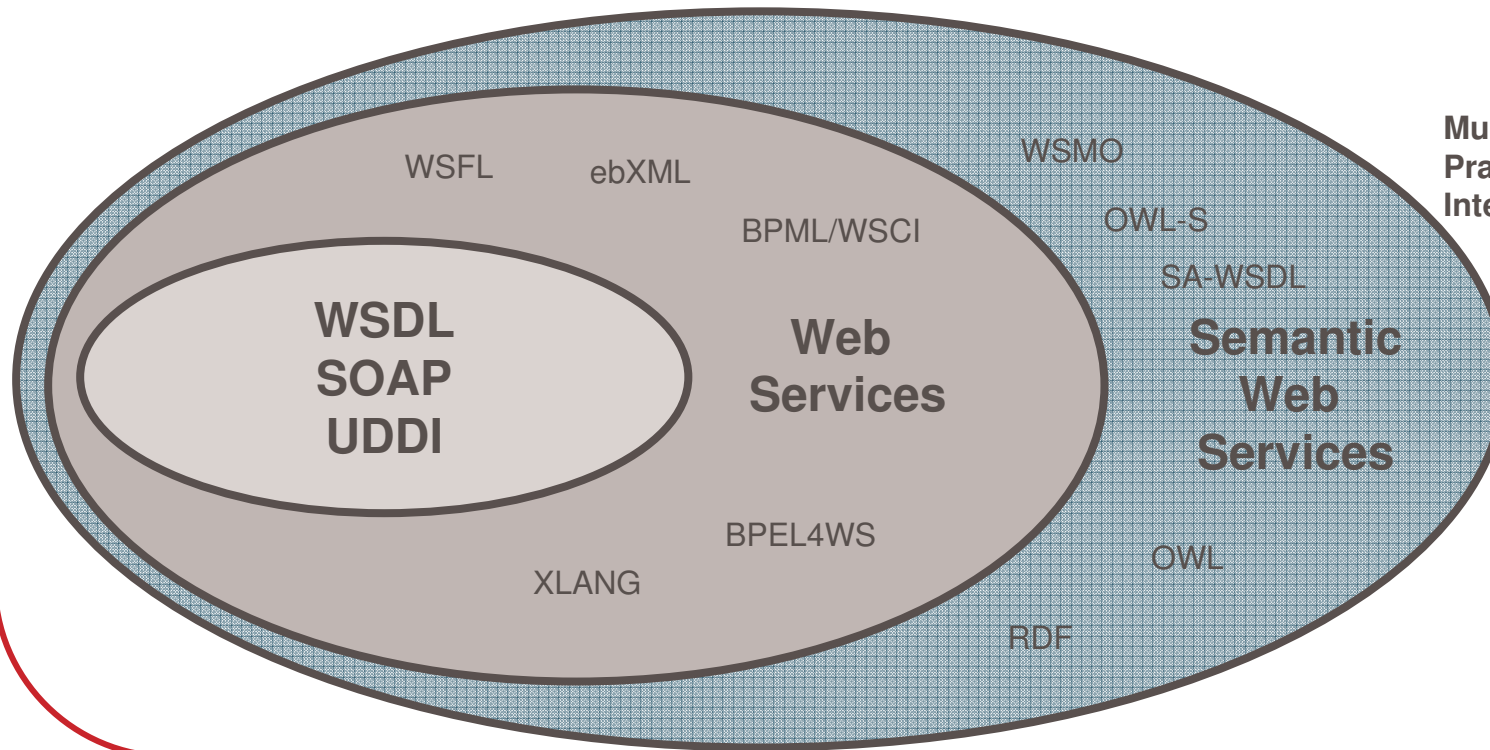 WSFL
ebXML
BPML/WSCI
WSDL
SOAP
UDDI
Web
Services
BPEL4WS
XLANG
WSMO
OWL-S
SA-WSDL
Semantic
Web
Services
OWL
RDF